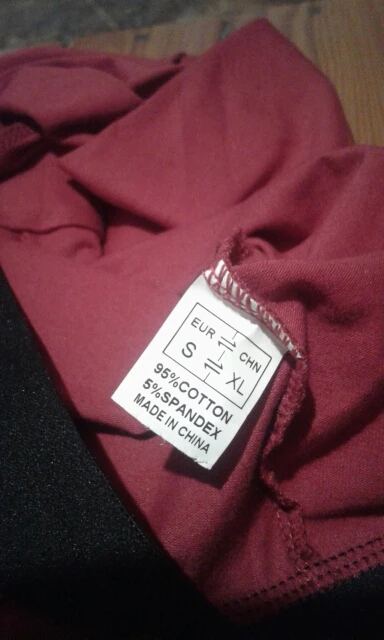 EUR ⇌ CHN
S ⇌ XL
95%COTTON
5%SPANDEX
MADE IN CHINA